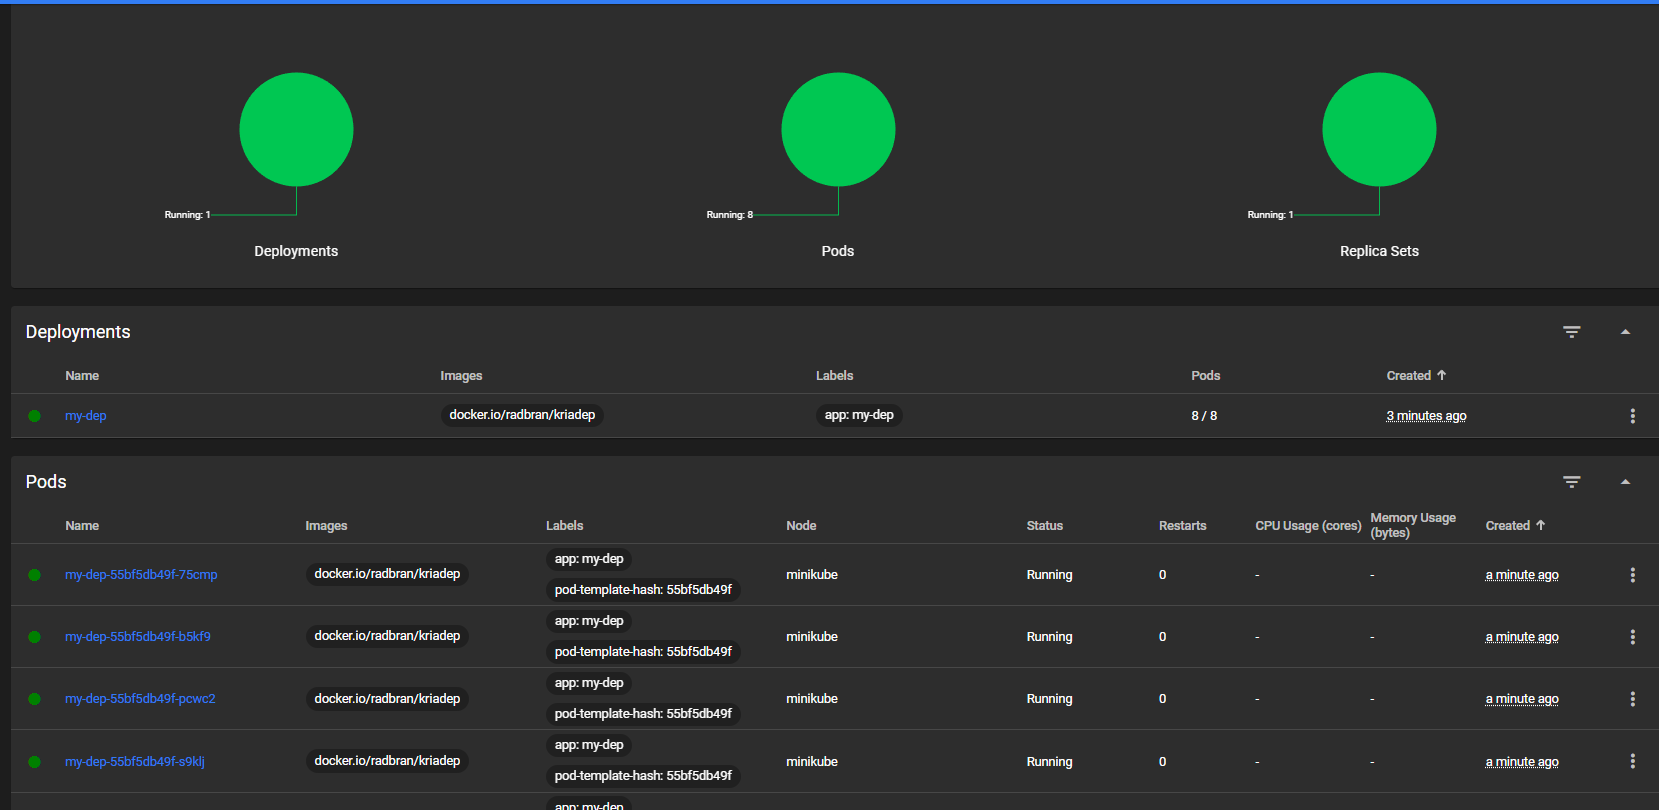 Running: 1
Running: 8
Running: 1
Deployments
Pods
Replica Sets
Deployments
Name Images Labels Pods Created
my-dep docker.io/radbran/kriadep app: my-dep 8 / 8 3 minutes ago
Pods
Name Images Labels Node Status Restarts CPU Usage (cores) Memory Usage (bytes) Created
my-dep-55bf5db49f-75cmp docker.io/radbran/kriadep app: my-dep minikube Running 0 - - a minute ago
pod-template-hash: 55bf5db49f
my-dep-55bf5db49f-b5kf9 docker.io/radbran/kriadep app: my-dep minikube Running 0 - - a minute ago
pod-template-hash: 55bf5db49f
my-dep-55bf5db49f-pcwc2 docker.io/radbran/kriadep app: my-dep minikube Running 0 - - a minute ago
pod-template-hash: 55bf5db49f
my-dep-55bf5db49f-s9klj docker.io/radbran/kriadep app: my-dep minikube Running 0 - - a minute ago
pod-template-hash: 55bf5db49f
app: my-dep